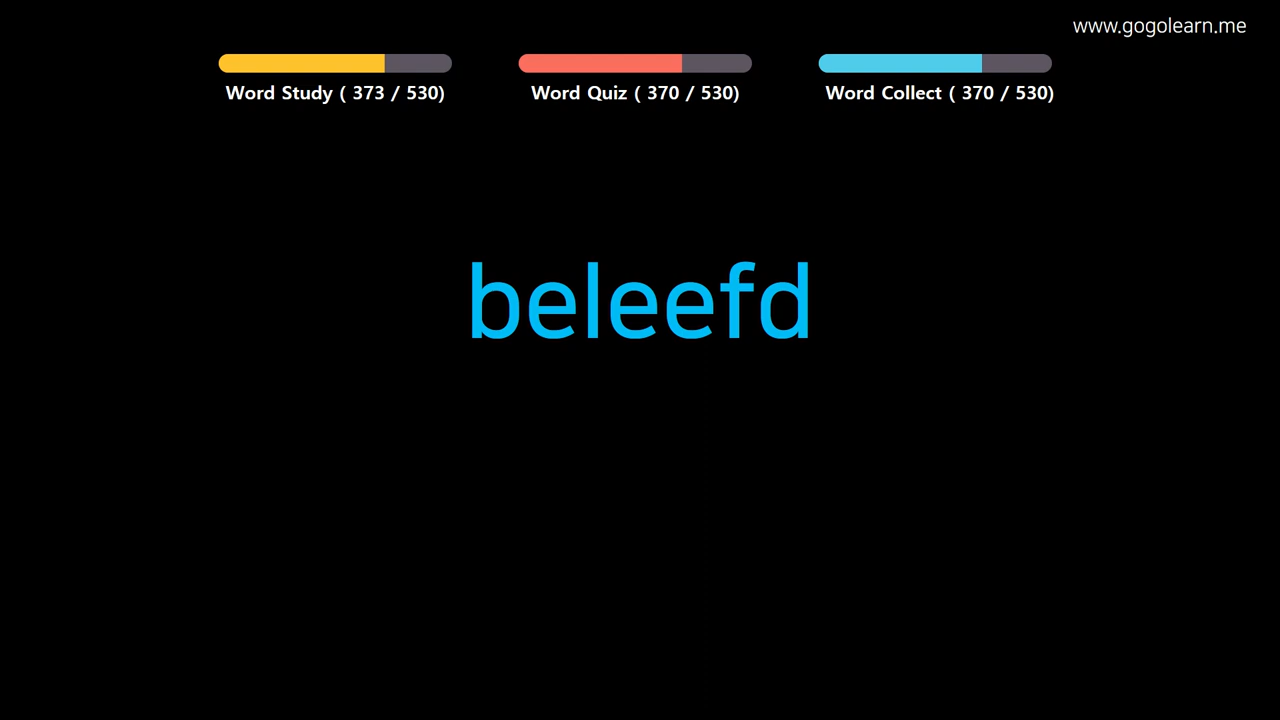 www.gogolearn.me
Word Study ( 373 / 530)
Word Quiz ( 370 / 530)
Word Collect ( 370 / 530)
beleefd